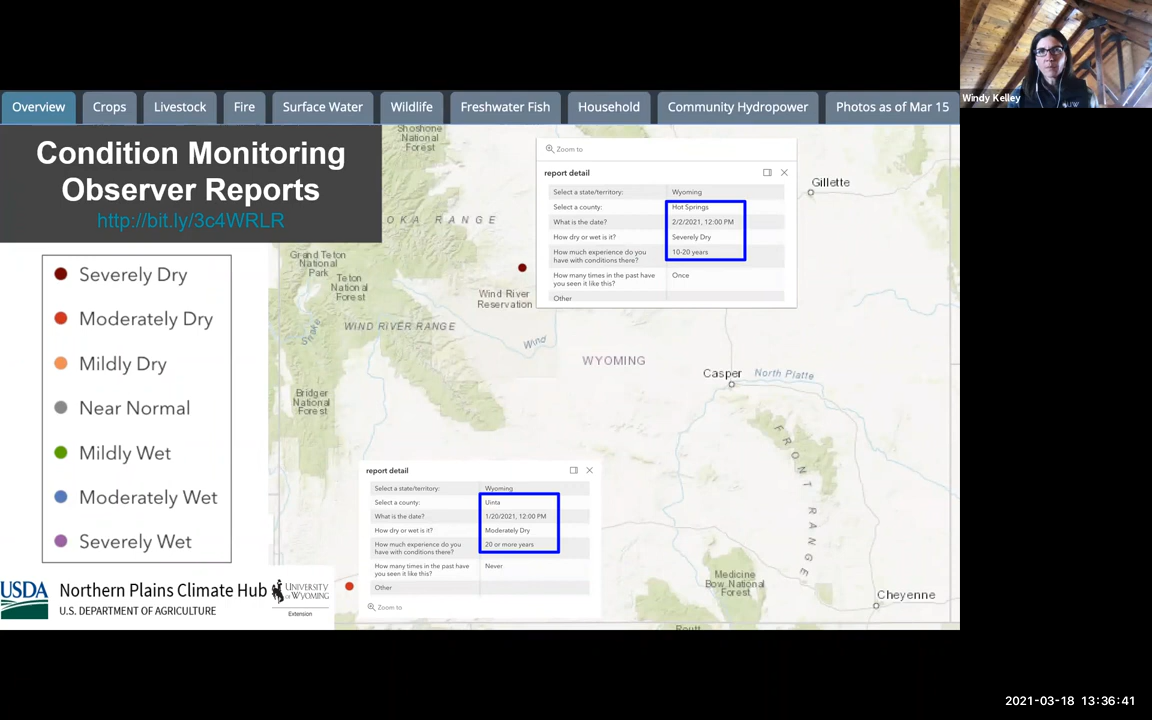 Windy Kelley
Overview
Crops
Livestock
Fire
Surface Water
Wildlife
Freshwater Fish
Household
Community Hydropower
Photos as of Mar 15
Condition Monitoring
Observer Reports
http://bit.ly/3c4WRLR
Severely Dry
Moderately Dry
Mildly Dry
Near Normal
Mildly Wet
Moderately Wet
Severely Wet
USDA
Northern Plains Climate Hub
U.S. DEPARTMENT OF AGRICULTURE
UNIVERSITY
OF WYOMING
Extension
Shoshone
National
Forest
OKA RANGE
Grand Teton
National
Park
Teton
National
Forest
Snake
Wind River
Reservation
WIND RIVER RANGE
Wind
Bridger
National
Forest
WYOMING
Gillette
Casper
North Platte
FRONT RANGE
Medicine
Bow National
Forest
Cheyenne
Routt
Zoom to
report detail
Select a state/territory: Wyoming
Select a county: Hot Springs
What is the date? 2/2/2021, 12:00 PM
How dry or wet is it? Severely Dry
How much experience do you 10-20 years
have with conditions there?
How many times in the past have Once
you seen it like this?
Other
report detail
Select a state/territory: Wyoming
Select a county: Uinta
What is the date? 1/20/2021, 12:00 PM
How dry or wet is it? Moderately Dry
How much experience do you 20 or more years
have with conditions there?
How many times in the past have Never
you seen it like this?
Other
Zoom to
2021-03-18 13:36:41